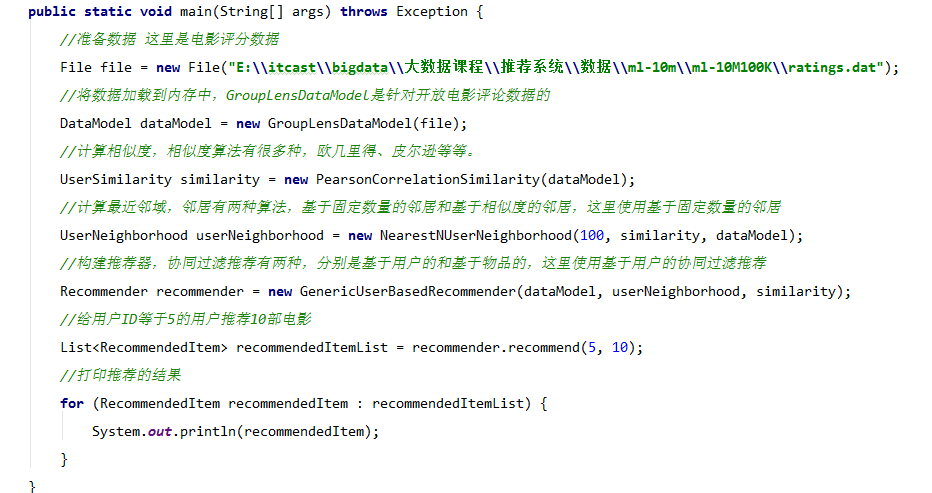 public static void main(String[] args) throws Exception {
//准备数据 这里是电影评分数据
File file = new File("E:\\itcast\\bigdata\\大数据课程\\推荐系统\\数据\\ml-10m\\ml-10M100K\\ratings.dat");
//将数据加载到内存中，GroupLensDataModel是针对开放电影评论数据的
DataModel dataModel = new GroupLensDataModel(file);
//计算相似度，相似度算法有很多种，欧几里得、皮尔逊等等。
UserSimilarity similarity = new PearsonCorrelationSimilarity(dataModel);
//计算最近邻域，邻居有两种算法，基于固定数量的邻居和基于相似度的邻居，这里使用基于固定数量的邻居
UserNeighborhood userNeighborhood = new NearestNUserNeighborhood(100, similarity, dataModel);
//构建推荐器，协同过滤推荐有两种，分别是基于用户的和基于物品的，这里使用基于用户的协同过滤推荐
Recommender recommender = new GenericUserBasedRecommender(dataModel, userNeighborhood, similarity);
//给用户ID等于5的用户推荐10部电影
List<RecommendedItem> recommendedItemList = recommender.recommend(5, 10);
//打印推荐的结果
for (RecommendedItem recommendedItem : recommendedItemList) {
System.out.println(recommendedItem);
}
}